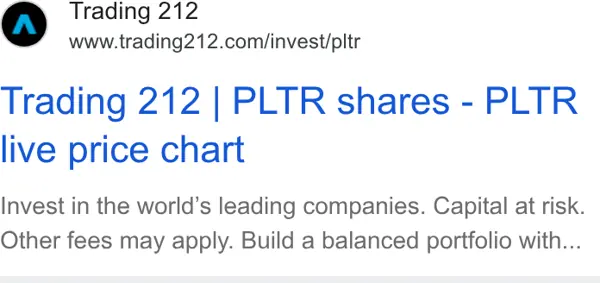 Trading 212
www.trading212.com/invest/pltr
Trading 212 | PLTR shares - PLTR
live price chart
Invest in the world’s leading companies. Capital at risk.
Other fees may apply. Build a balanced portfolio with...